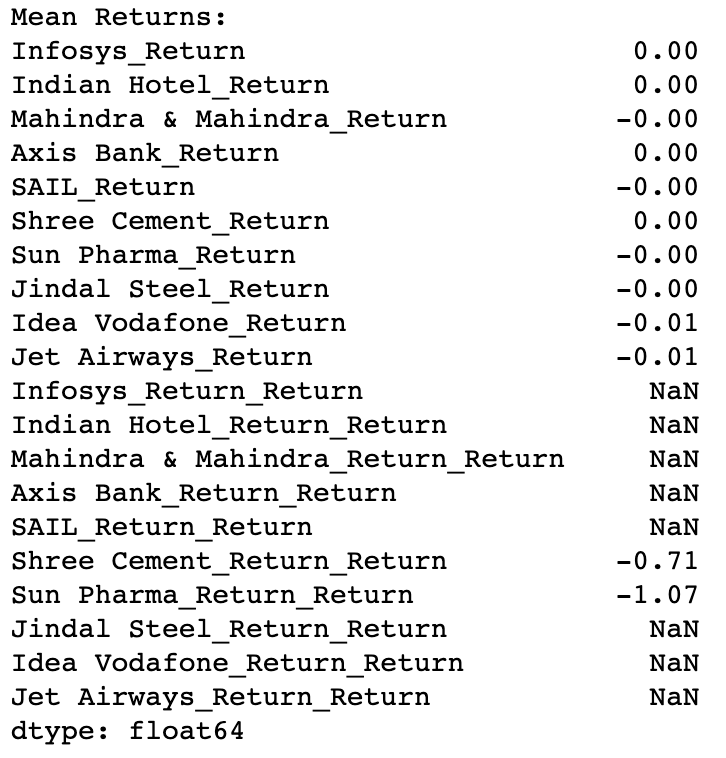 Mean Returns:
Infosys_Return                       0.00
Indian Hotel_Return                  0.00
Mahindra & Mahindra_Return          -0.00
Axis Bank_Return                     0.00
SAIL_Return                         -0.00
Shree Cement_Return                  0.00
Sun Pharma_Return                   -0.00
Jindal Steel_Return                 -0.00
Idea Vodafone_Return                -0.01
Jet Airways_Return                  -0.01
Infosys_Return_Return                 NaN
Indian Hotel_Return_Return            NaN
Mahindra & Mahindra_Return_Return     NaN
Axis Bank_Return_Return               NaN
SAIL_Return_Return                    NaN
Shree Cement_Return_Return          -0.71
Sun Pharma_Return_Return            -1.07
Jindal Steel_Return_Return            NaN
Idea Vodafone_Return_Return           NaN
Jet Airways_Return_Return             NaN
dtype: float64